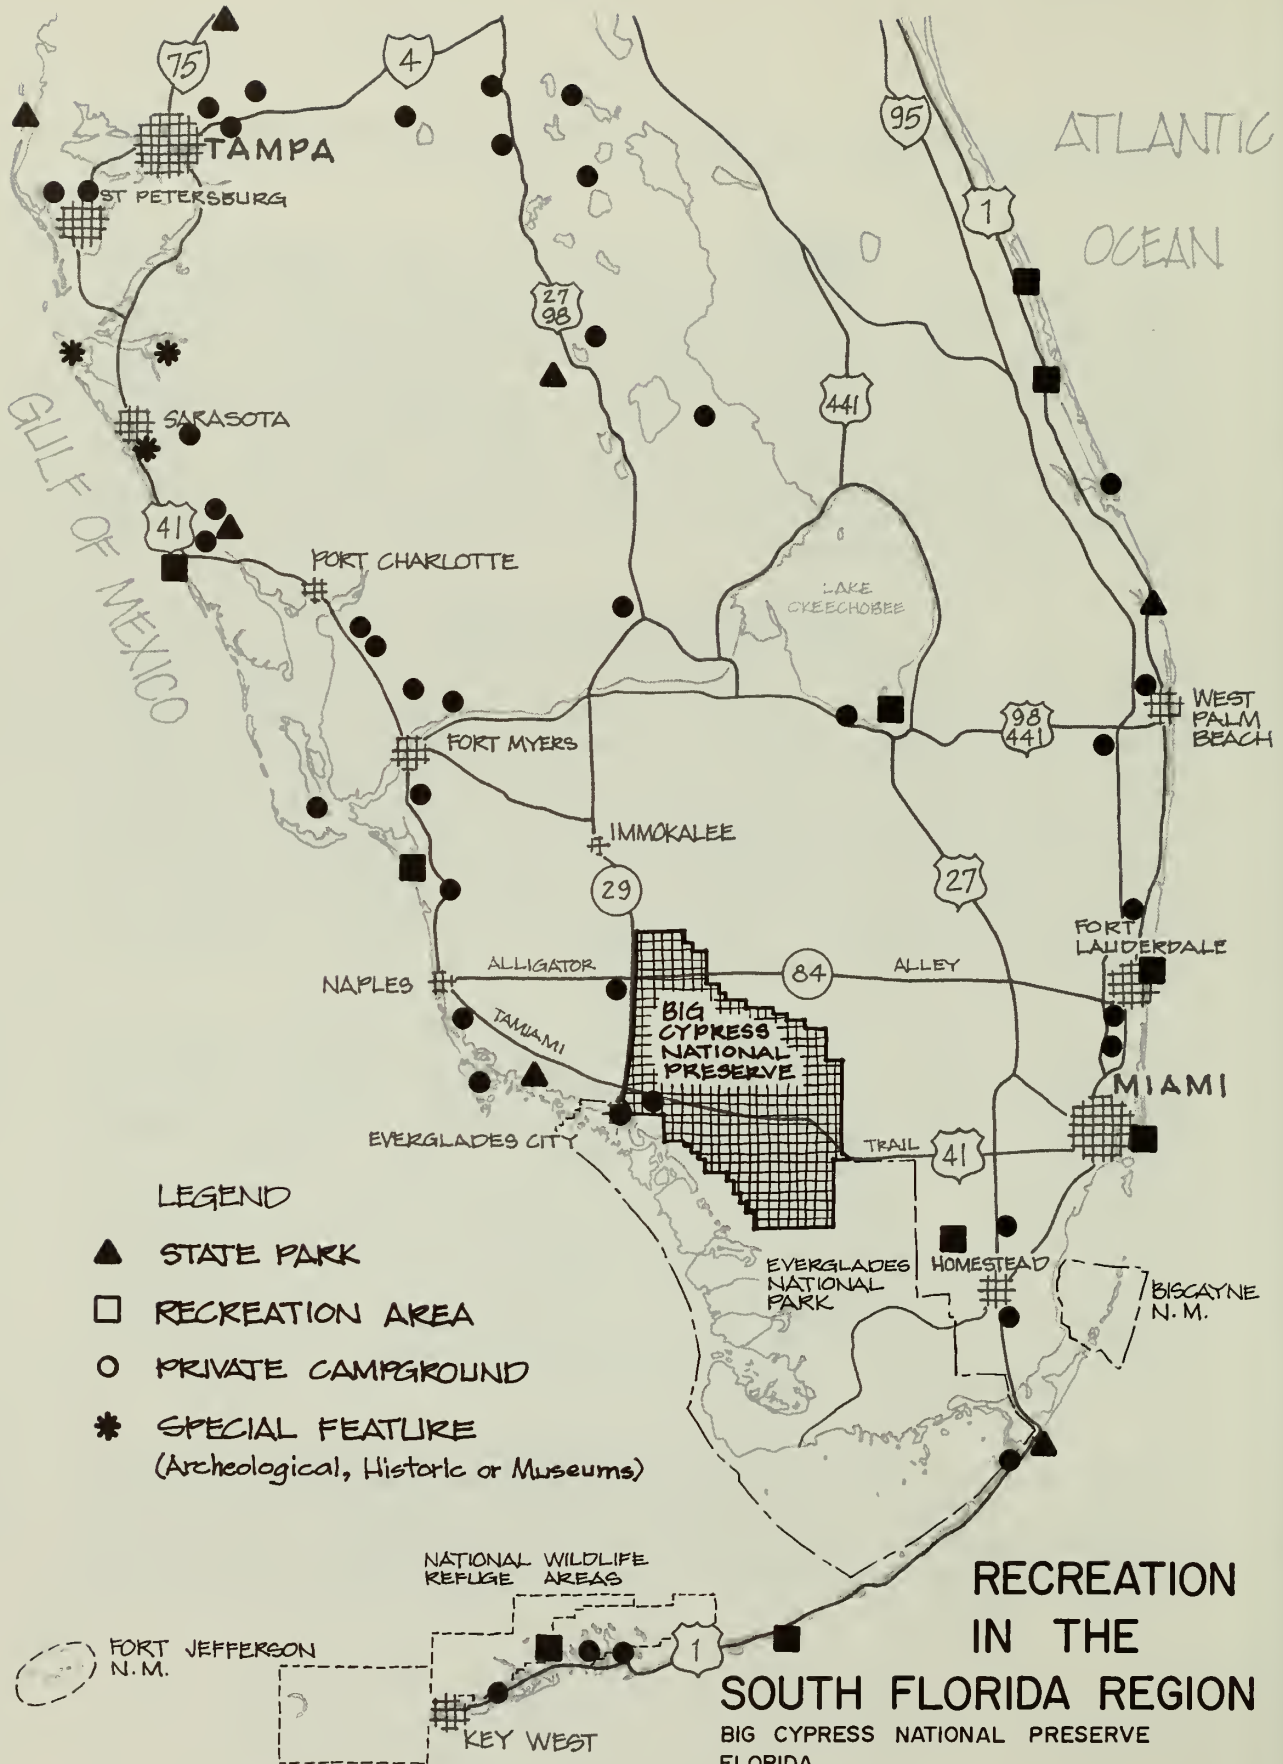 75
4
95
ATLANTIC
OCEAN
TAMPA
ST PETERSBURG
1
27
98
441
GULF OF MEXICO
SARASOTA
41
PORT CHARLOTTE
LAKE
OKEECHOBEE
WEST
PALM
BEACH
98
441
FORT MYERS
IMMOKALEE
29
27
FORT
LAUDERDALE
NAPLES
ALLIGATOR
84
ALLEY
TAMIAMI
BIG
CYPRESS
NATIONAL
PRESERVE
MIAMI
EVERGLADES CITY
TRAIL
41
LEGEND
STATE PARK
RECREATION AREA
PRIVATE CAMPGROUND
SPECIAL FEATURE
(Archeological, Historic or Museums)
EVERGLADES
NATIONAL
PARK
HOMESTEAD
BISCAYNE
N.M.
NATIONAL WILDLIFE
REFUGE AREAS
FORT JEFFERSON
N.M.
1
KEY WEST
RECREATION
IN THE
SOUTH FLORIDA REGION
BIG CYPRESS NATIONAL PRESERVE
FLORIDA